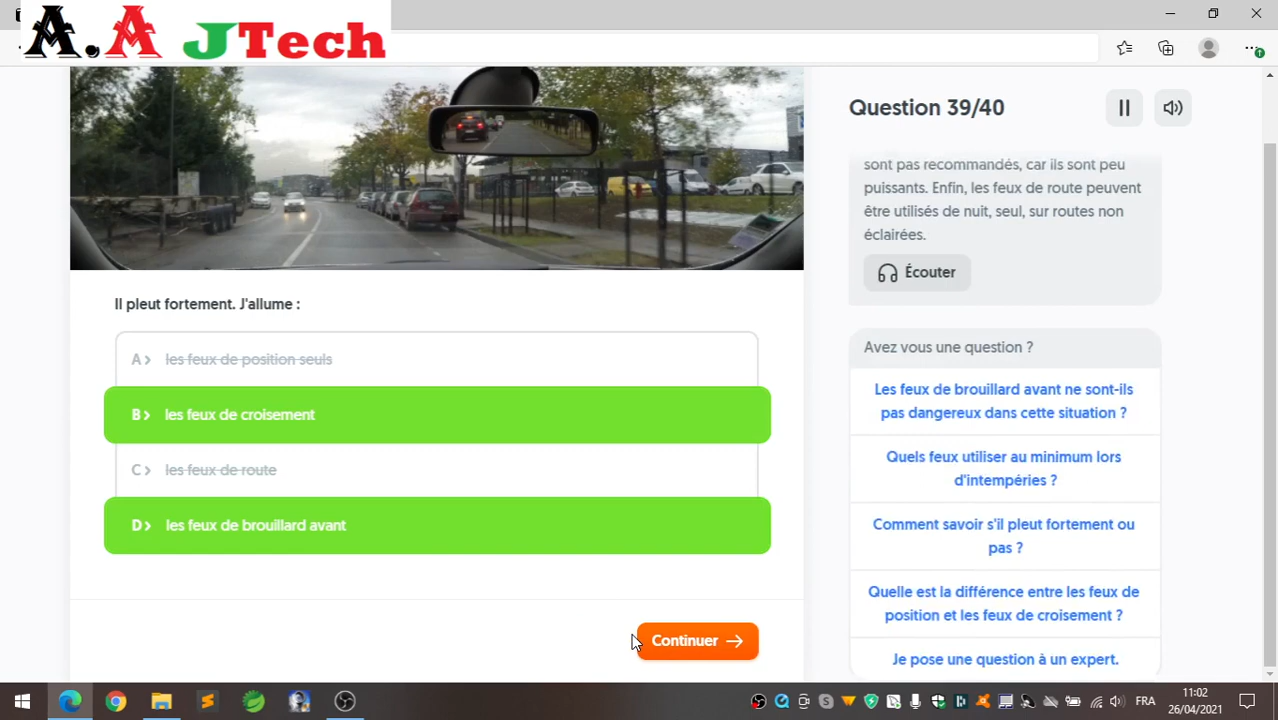 A.A JTech
Question 39/40
sont pas recommandés, car ils sont peu
puissants. Enfin, les feux de route peuvent
être utilisés de nuit, seul, sur routes non
éclairées.
Écouter
Il pleut fortement. J'allume :
A > les feux de position seuls
B > les feux de croisement
C > les feux de route
D > les feux de brouillard avant
Continuer →
Avez vous une question ?
Les feux de brouillard avant ne sont-ils
pas dangereux dans cette situation ?
Quels feux utiliser au minimum lors
d'intempéries ?
Comment savoir s'il pleut fortement ou
pas ?
Quelle est la différence entre les feux de
position et les feux de croisement ?
Je pose une question à un expert.
FRA
11:02
26/04/2021